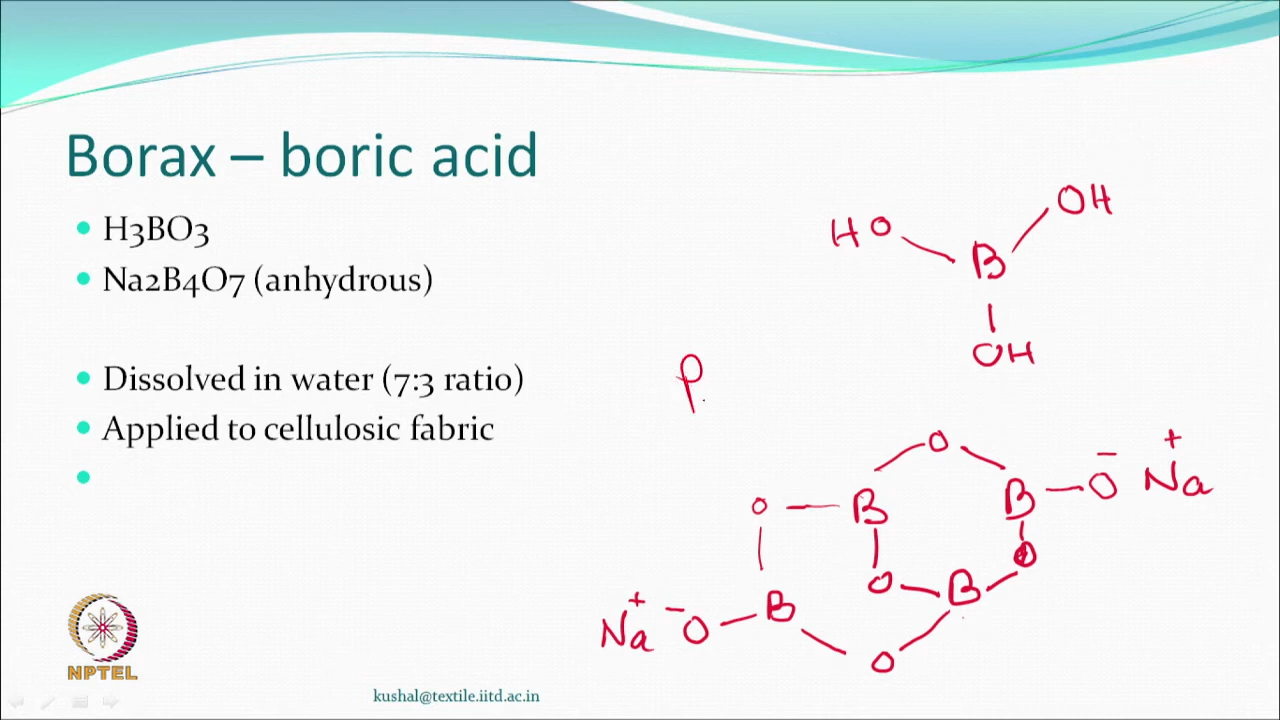 Borax – boric acid
H3BO3
Na2B4O7 (anhydrous)
Dissolved in water (7:3 ratio)
Applied to cellulosic fabric
HO
OH
B
OH
P
O
O
B
B
O⁻
Na⁺
O
O
B
Na⁺
⁻O
B
O
NPTEL
kushal@textile.iitd.ac.in